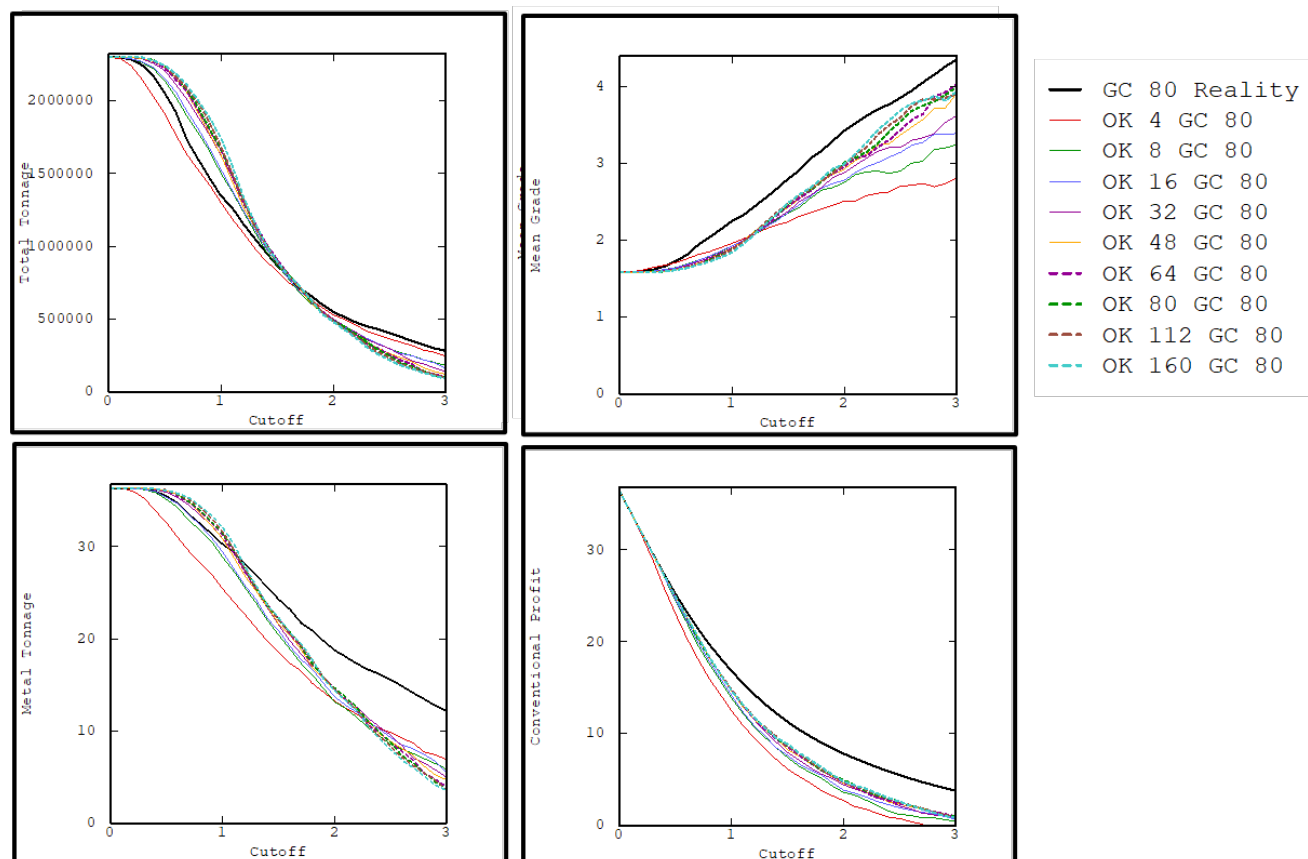 2000000
1500000
1000000
500000
0
0 1 2 3
Total Tonnage
Cutoff
4
3
2
1
0
0 1 2 3
Mean Grade
Cutoff
GC 80 Reality
OK 4 GC 80
OK 8 GC 80
OK 16 GC 80
OK 32 GC 80
OK 48 GC 80
OK 64 GC 80
OK 80 GC 80
OK 112 GC 80
OK 160 GC 80
30
20
10
0
0 1 2 3
Metal Tonnage
Cutoff
30
20
10
0
0 1 2 3
Conventional Profit
Cutoff